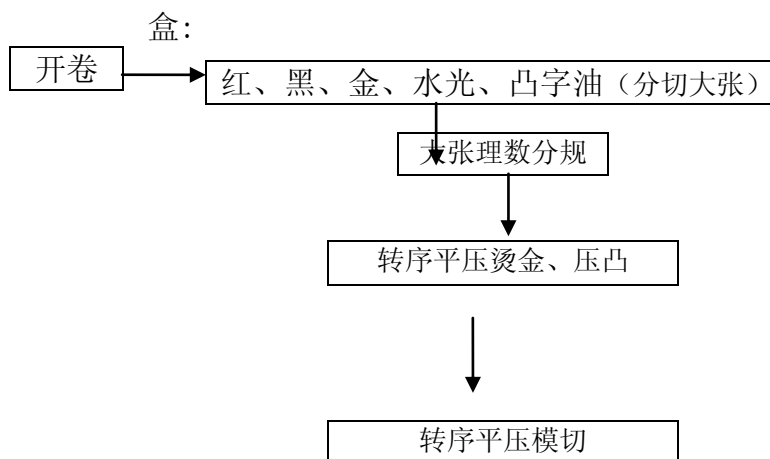 盒:
开卷
红、黑、金、水光、凸字油（分切大张）
大张理数分规
转序平压烫金、压凸
转序平压模切